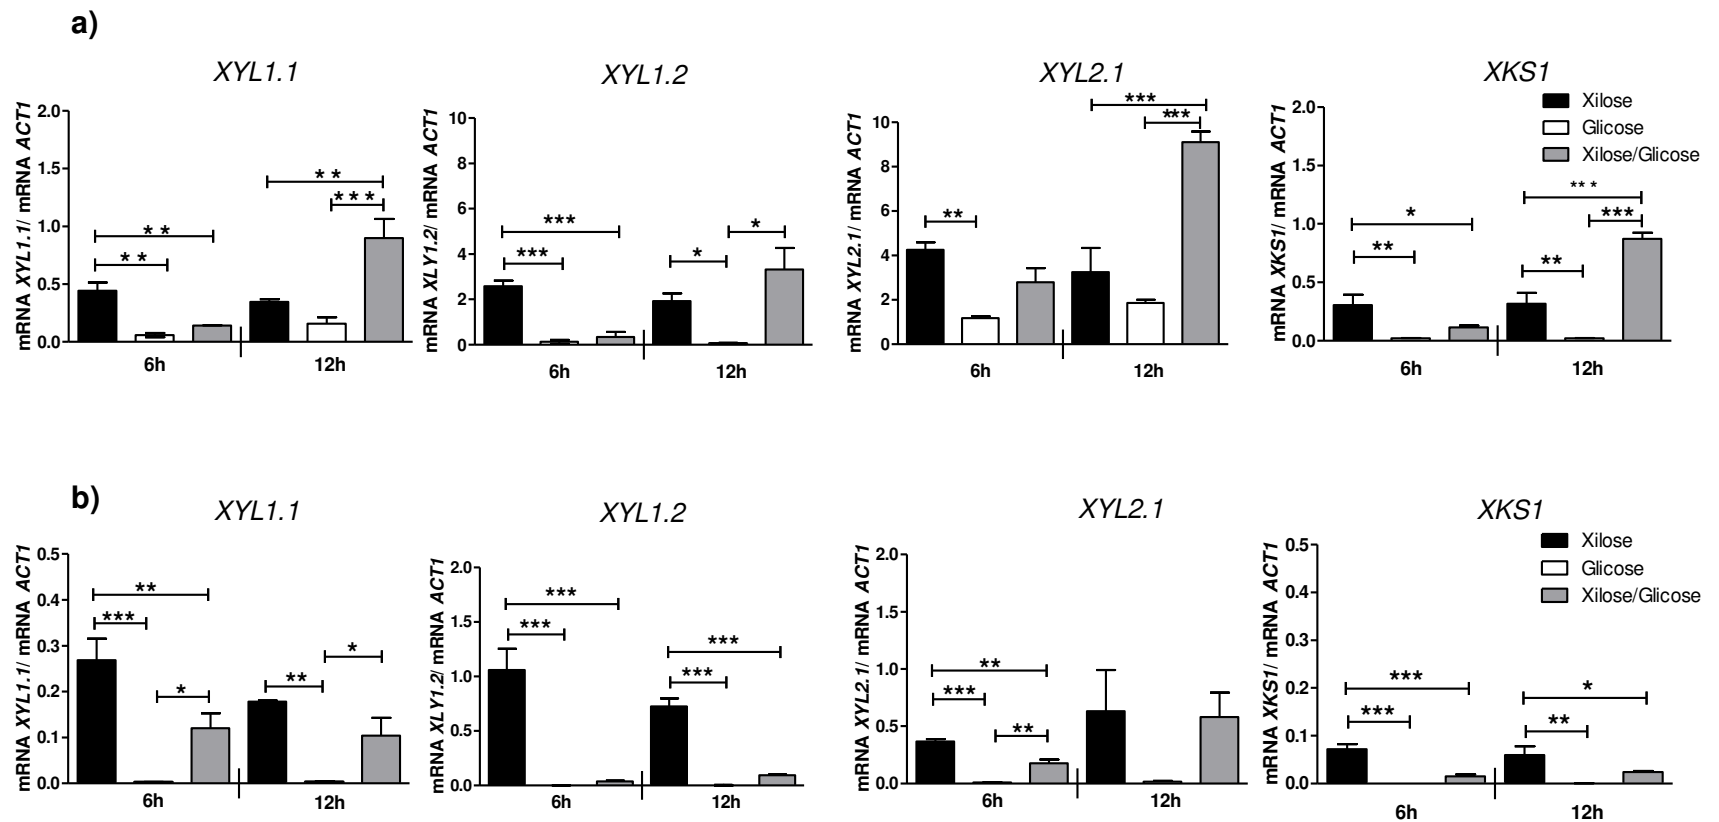 a)
XYL1.1
mRNA XYL1.1/ mRNA ACT1
2.0
1.5
1.0
0.5
0.0
** 
**
**
***
6h
12h
XYL1.2
mRNA XLY1.2/ mRNA ACT1
10
8
6
4
2
0
***
***
*
*
6h
12h
XYL2.1
mRNA XYL2.1/ mRNA ACT1
10
8
6
4
2
0
**
***
***
6h
12h
XKS1
mRNA XKS1/ mRNA ACT1
2.0
1.5
1.0
0.5
0.0
*
**
***
***
**
6h
12h
Xilose
Glicose
Xilose/Glicose
b)
XYL1.1
mRNA XYL1.1/ mRNA ACT1
0.5
0.4
0.3
0.2
0.1
0.0
**
***
*
*
**
6h
12h
XYL1.2
mRNA XLY1.2/ mRNA ACT1
2.0
1.5
1.0
0.5
0.0
***
***
***
***
6h
12h
XYL2.1
mRNA XYL2.1/ mRNA ACT1
2.0
1.5
1.0
0.5
0.0
**
***
**
6h
12h
XKS1
mRNA XKS1/ mRNA ACT1
0.5
0.4
0.3
0.2
0.1
0.0
***
***
*
**
6h
12h
Xilose
Glicose
Xilose/Glicose